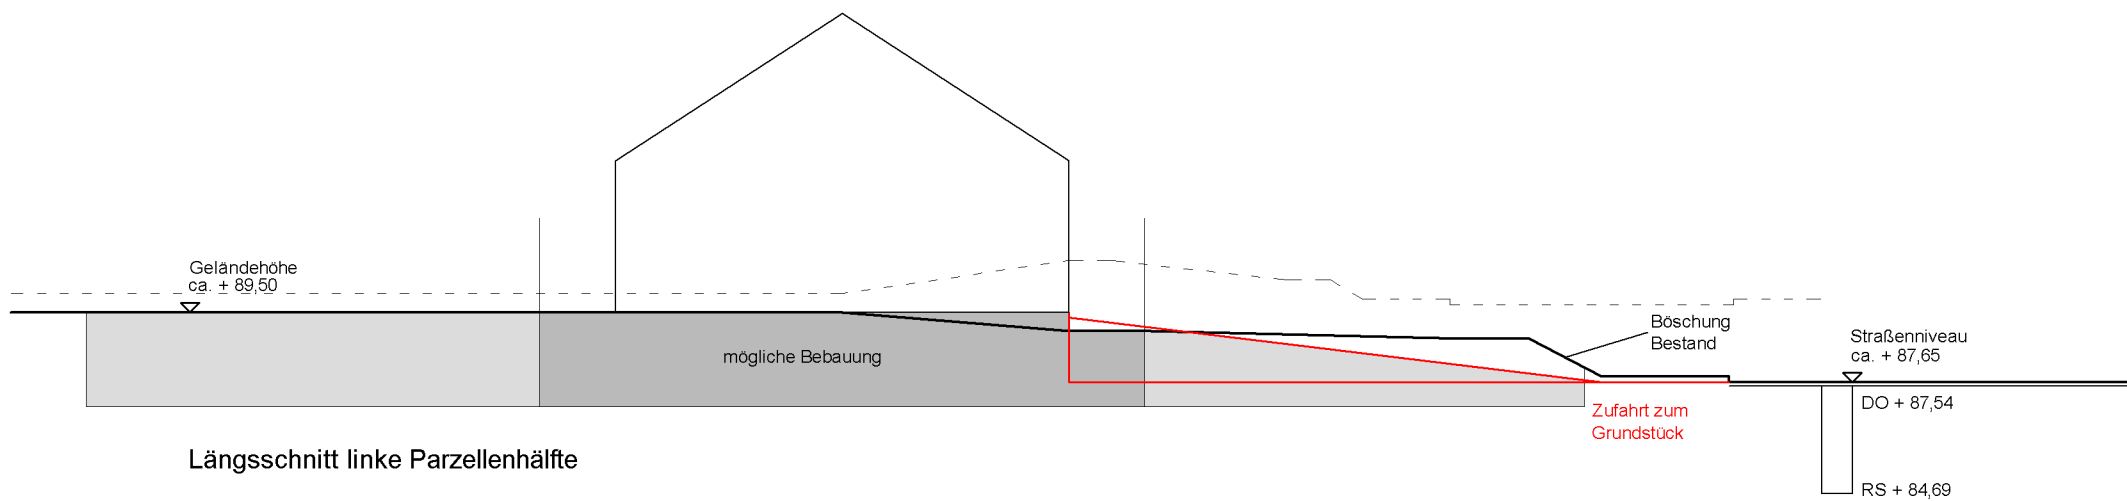 Geländehöhe
ca. + 89,50
mögliche Bebauung
Böschung
Bestand
Straßenniveau
ca. + 87,65
DO + 87,54
Zufahrt zum
Grundstück
Längsschnitt linke Parzellenhälfte
RS + 84,69